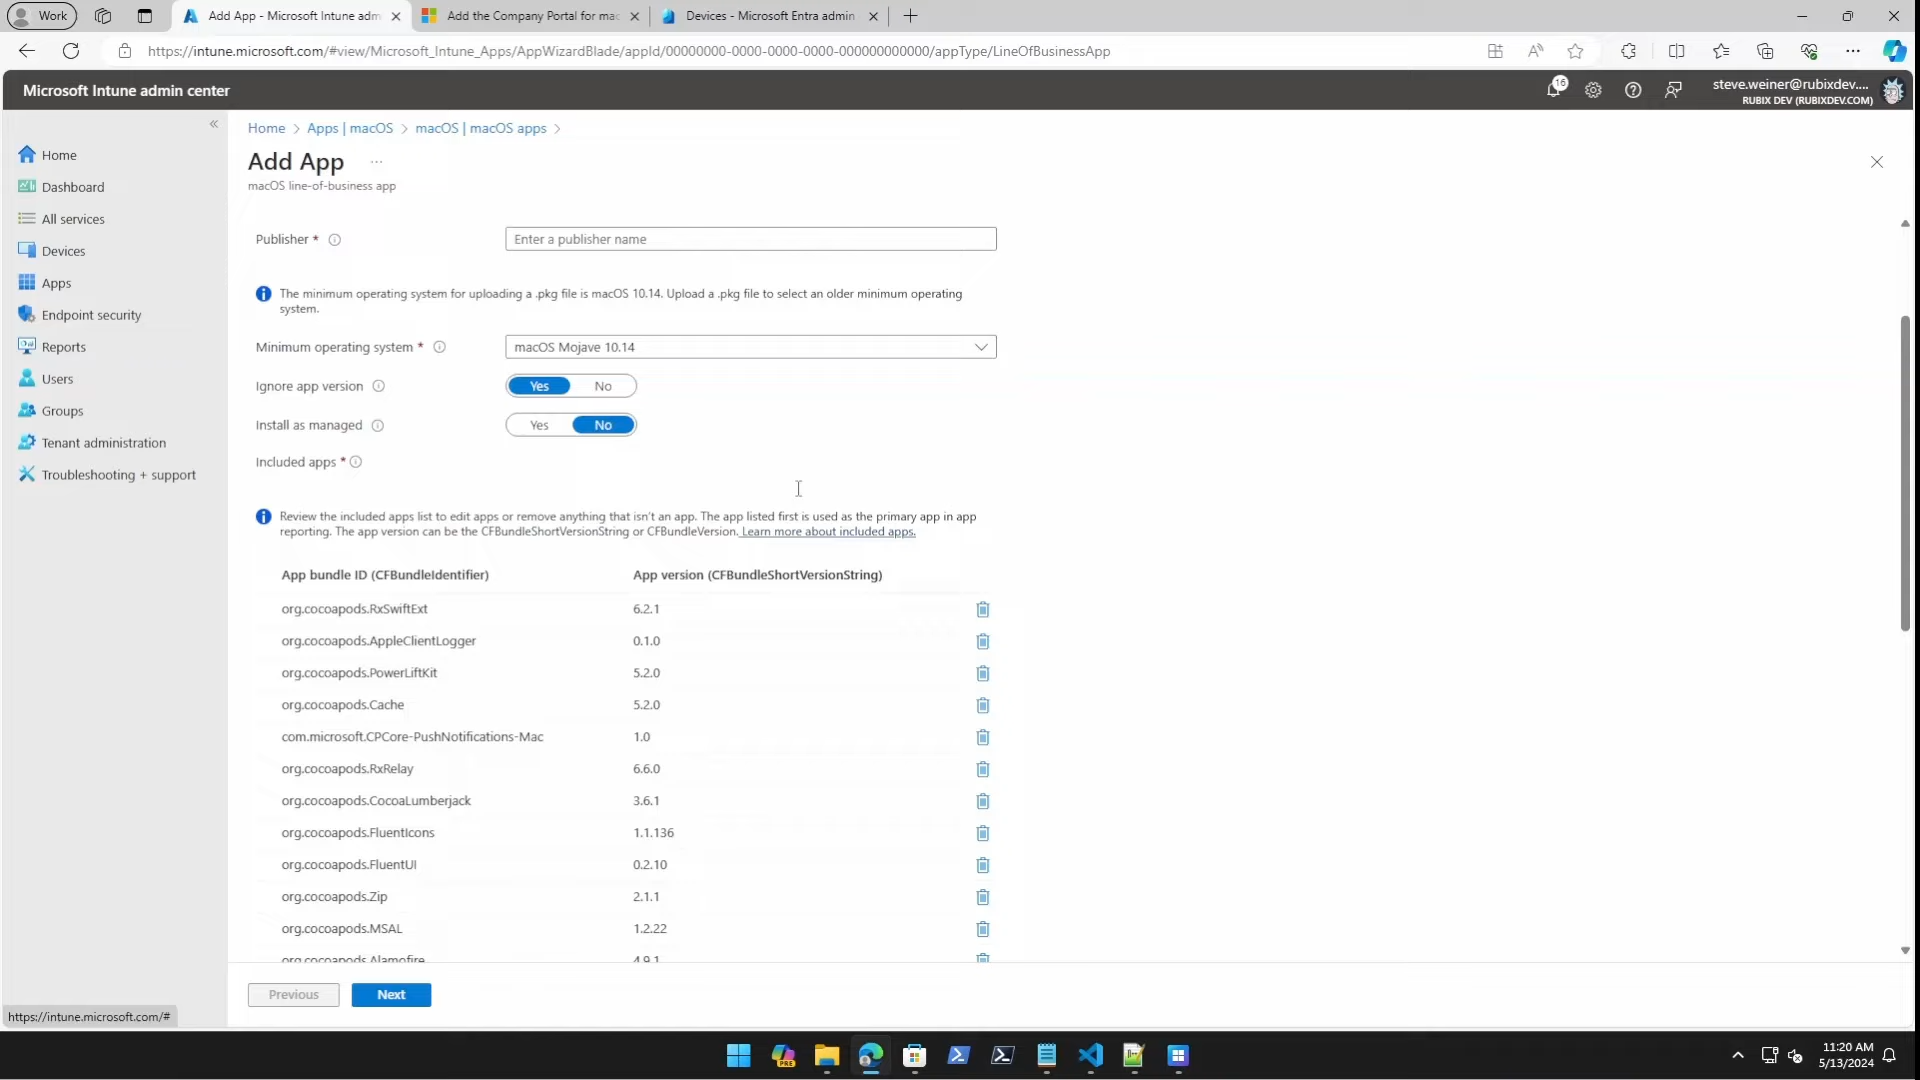 Work
Add App - Microsoft Intune adm
Add the Company Portal for mac
Devices - Microsoft Entra admin
https://intune.microsoft.com/#view/Microsoft_Intune_Apps/AppWizardBlade/appId/00000000-0000-0000-0000-000000000000/appType/LineOfBusinessApp
Microsoft Intune admin center
16
steve.weiner@rubixdev....
RUBIX DEV (RUBIXDEV.COM)
Home
Dashboard
All services
Devices
Apps
Endpoint security
Reports
Users
Groups
Tenant administration
Troubleshooting + support
Home > Apps | macOS > macOS | macOS apps >
Add App ...
macOS line-of-business app
Publisher *
Enter a publisher name
The minimum operating system for uploading a .pkg file is macOS 10.14. Upload a .pkg file to select an older minimum operating
system.
Minimum operating system *
macOS Mojave 10.14
Ignore app version
Yes No
Install as managed
Yes No
Included apps *
Review the included apps list to edit apps or remove anything that isn't an app. The app listed first is used as the primary app in app
reporting. The app version can be the CFBundleShortVersionString or CFBundleVersion. Learn more about included apps.
App bundle ID (CFBundleIdentifier) App version (CFBundleShortVersionString)
org.cocoapods.RxSwiftExt 6.2.1
org.cocoapods.AppleClientLogger 0.1.0
org.cocoapods.PowerLiftKit 5.2.0
org.cocoapods.Cache 5.2.0
com.microsoft.CPCore-PushNotifications-Mac 1.0
org.cocoapods.RxRelay 6.6.0
org.cocoapods.CocoaLumberjack 3.6.1
org.cocoapods.FluentIcons 1.1.136
org.cocoapods.FluentUI 0.2.10
org.cocoapods.Zip 2.1.1
org.cocoapods.MSAL 1.2.22
org.cocoapods.Alamofire 4.9.1
Previous
Next
https://intune.microsoft.com/#
PRE
11:20 AM
5/13/2024